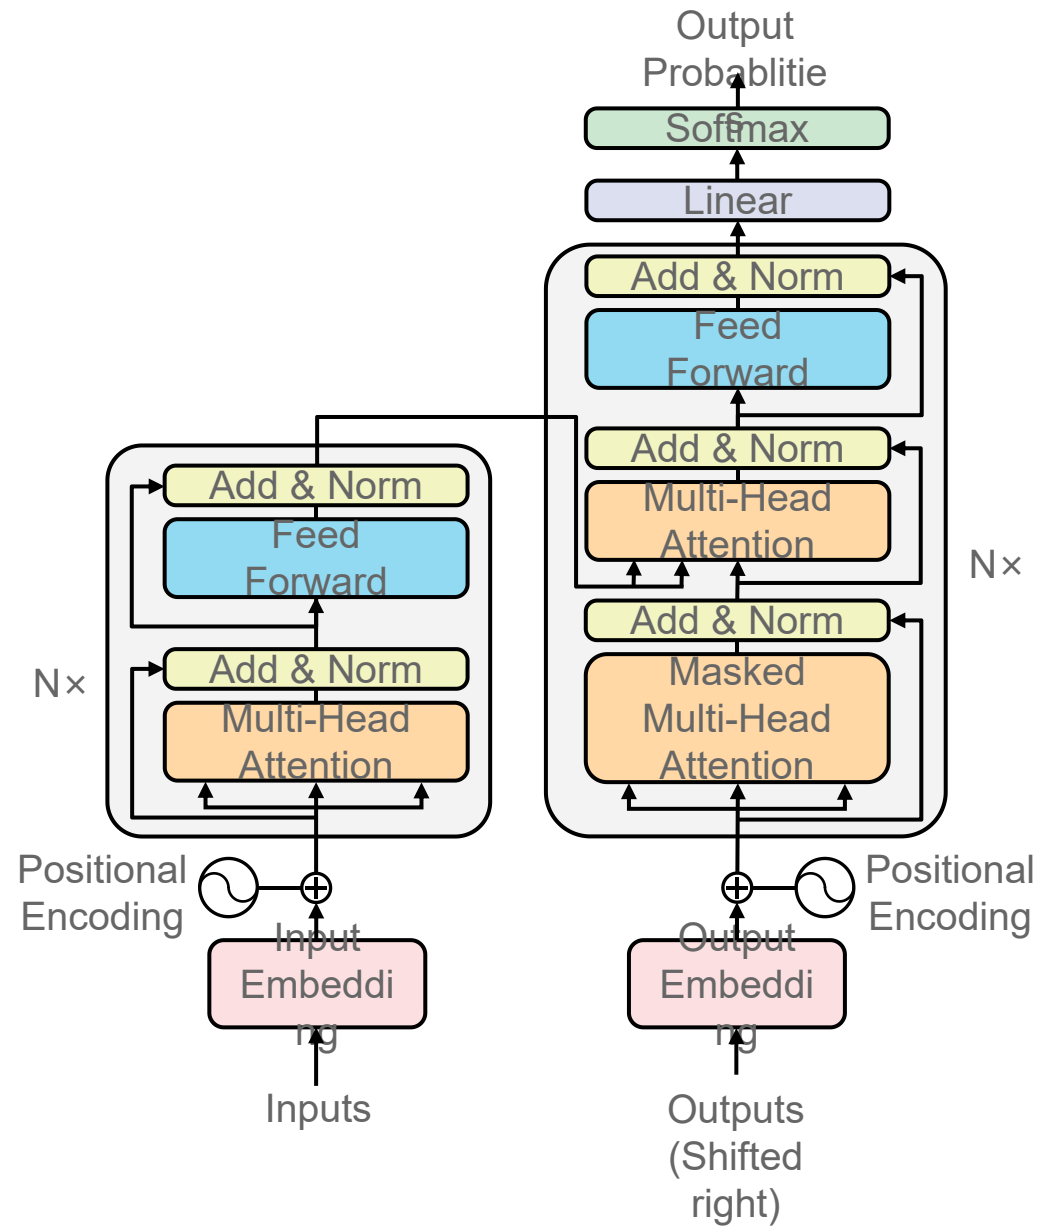 Output
Probablitie
s
Softmax
Linear
Add & Norm
Feed
Forward
Add & Norm
Multi-Head
Attention
Add & Norm
Masked
Multi-Head
Attention
N×
Add & Norm
Feed
Forward
Add & Norm
Multi-Head
Attention
N×
Positional
Encoding
Input
Embeddi
ng
Inputs
Positional
Encoding
Output
Embeddi
ng
Outputs
(Shifted
right)